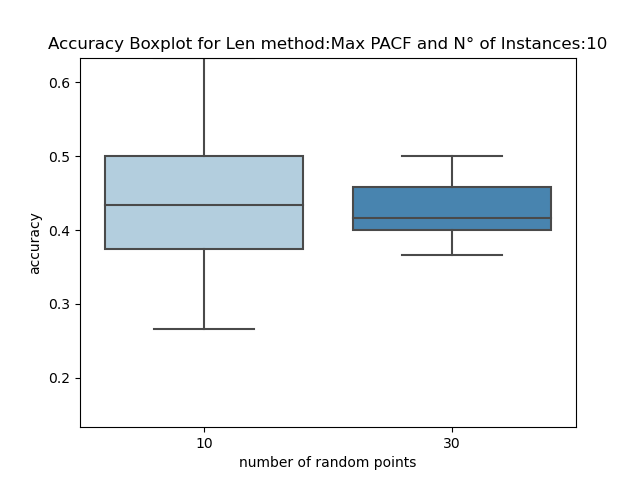 Accuracy Boxplot for Len method:Max PACF and N° of Instances:10
0.6
0.5
0.4
0.3
0.2
accuracy
10 30
number of random points